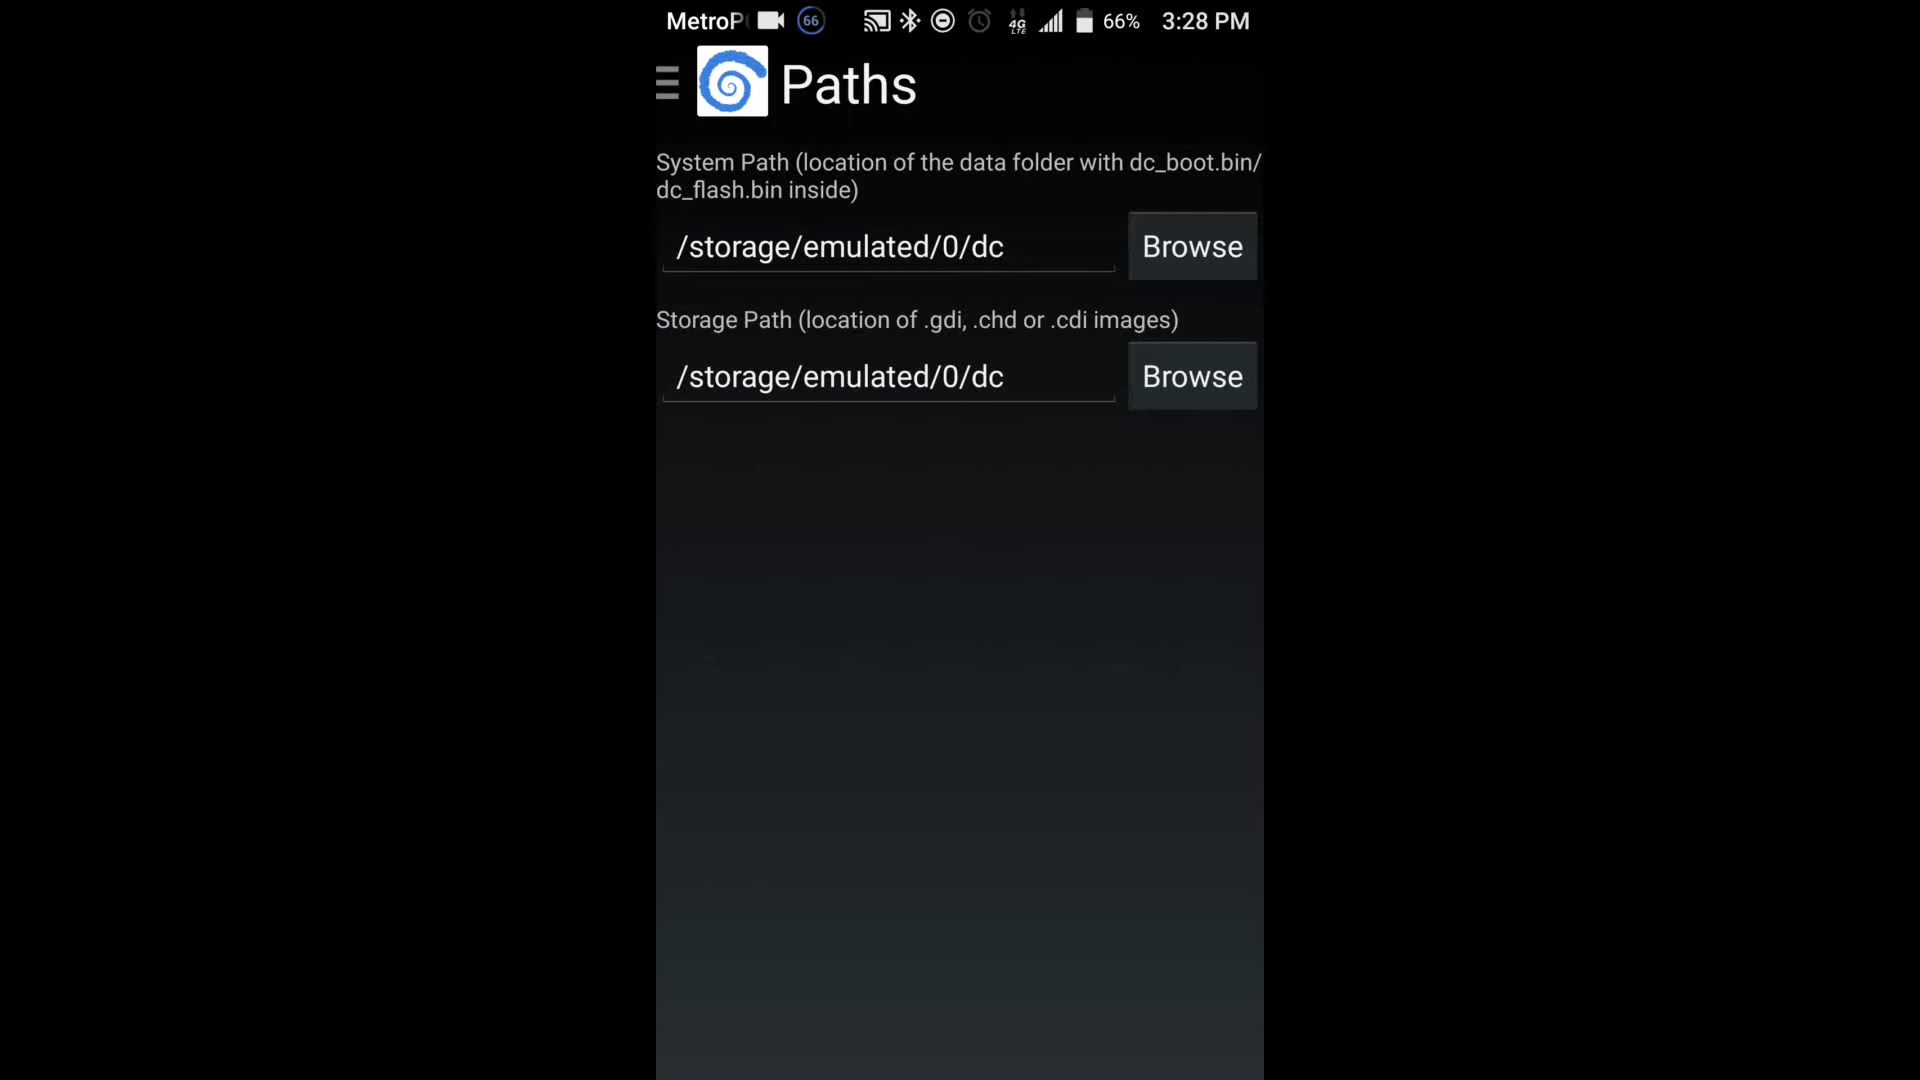 MetroP 66 4G LTE 66% 3:28 PM
Paths
System Path (location of the data folder with dc_boot.bin/
dc_flash.bin inside)
/storage/emulated/0/dc Browse
Storage Path (location of .gdi, .chd or .cdi images)
/storage/emulated/0/dc Browse